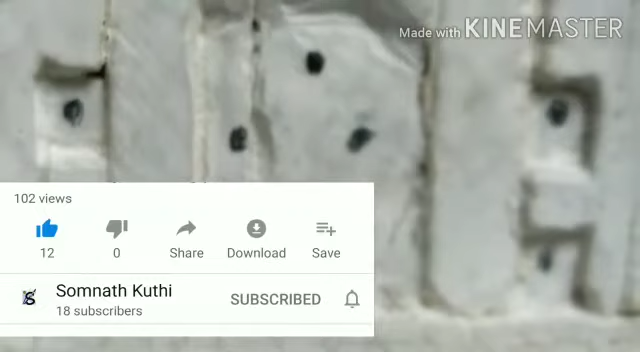 Made with KINEMASTER
102 views
12
0
Share
Download
Save
Somnath Kuthi
SUBSCRIBED
18 subscribers